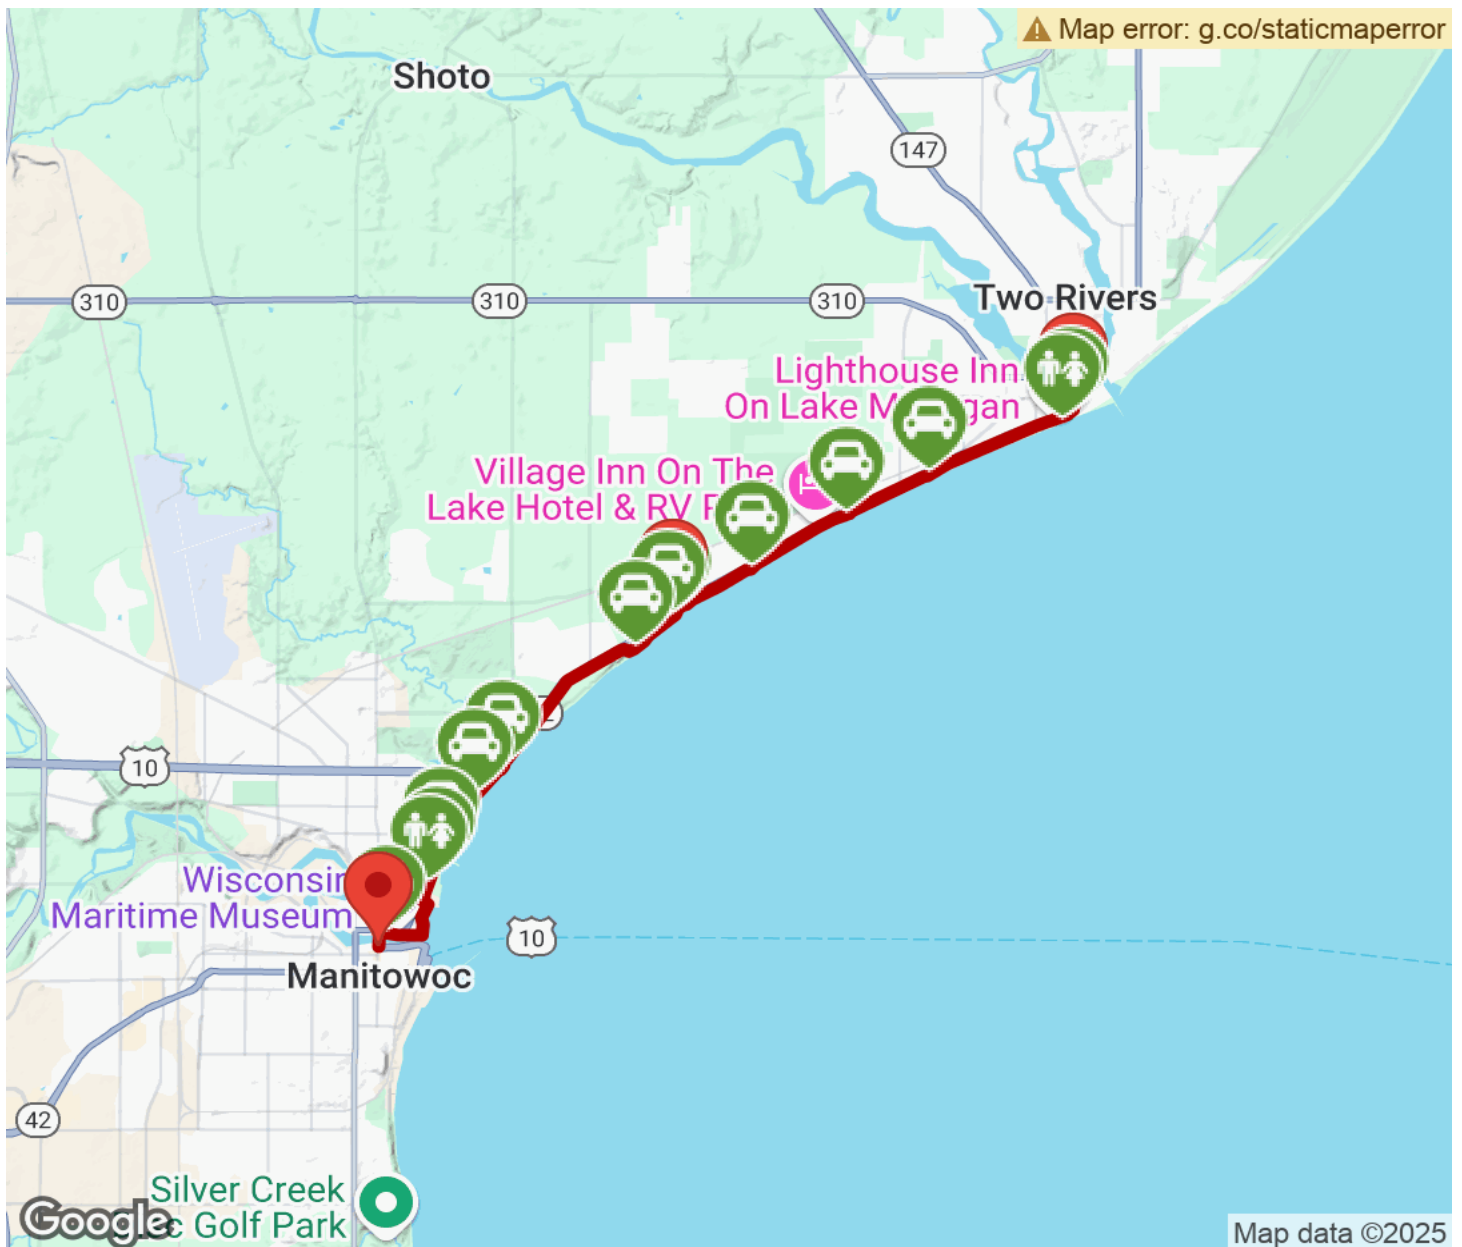 Map error: g.co/staticmaperror
Shoto
147
310
310
310
Two Rivers
Lighthouse Inn
On Lake M gan
Village Inn On The
Lake Hotel & RV
10
Wisconsin
Maritime Museum
10
Manitowoc
42
Silver Creek
Golf Park
Google
Map data ©2025